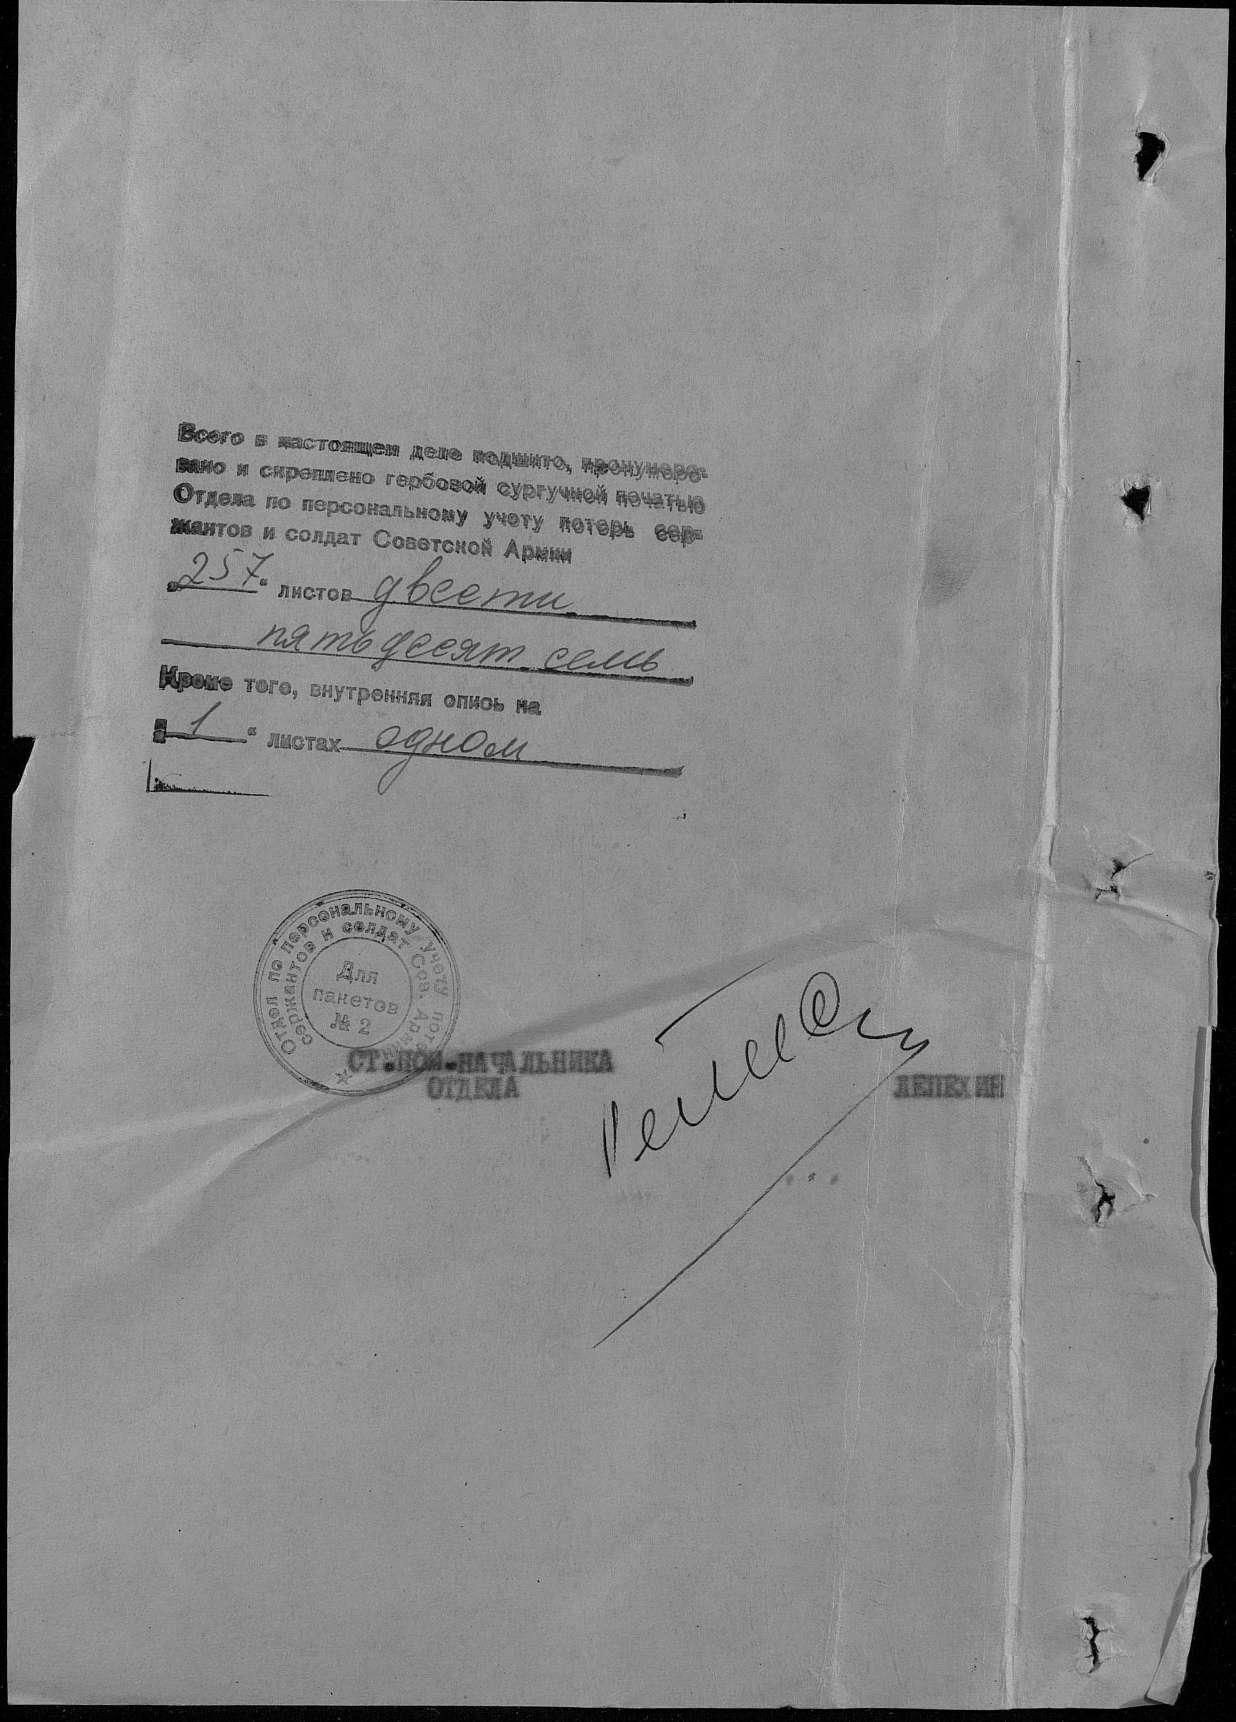 Всего в настоящем деле подшито, пронумеро-
вано и скреплено гербовой сургучной печатью
Отдела по персональному учету потерь сер-
жантов и солдат Советской Армии
„257“ листов двести
пятьдесят семь
Кроме того, внутренняя опись на
„1“ листах одном
Отдел по персональному учету потерь
сержантов и солдат Сов. Армии
Для
пакетов
№ 2
СТ.ПОМ.НАЧАЛЬНИКА
ОТДЕЛА
ЛЕПЕХИН